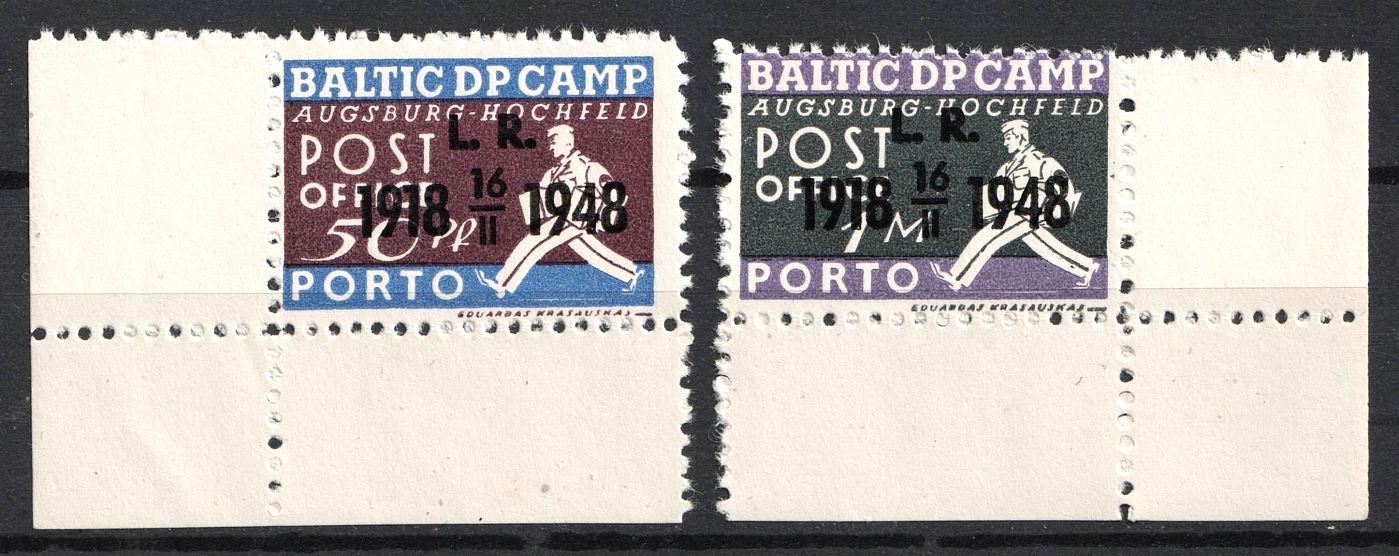 BALTIC DP CAMP
AUGSBURG-HOCHFELD
L. R.
POST
OFFICE
1918 16/II 1948
50 Pf
PORTO
EDUARDAS KRASAUSKAS
BALTIC DP CAMP
AUGSBURG-HOCHFELD
L. R.
POST
OFFICE
1918 16/II 1948
1 M
PORTO
EDUARDAS KRASAUSKAS